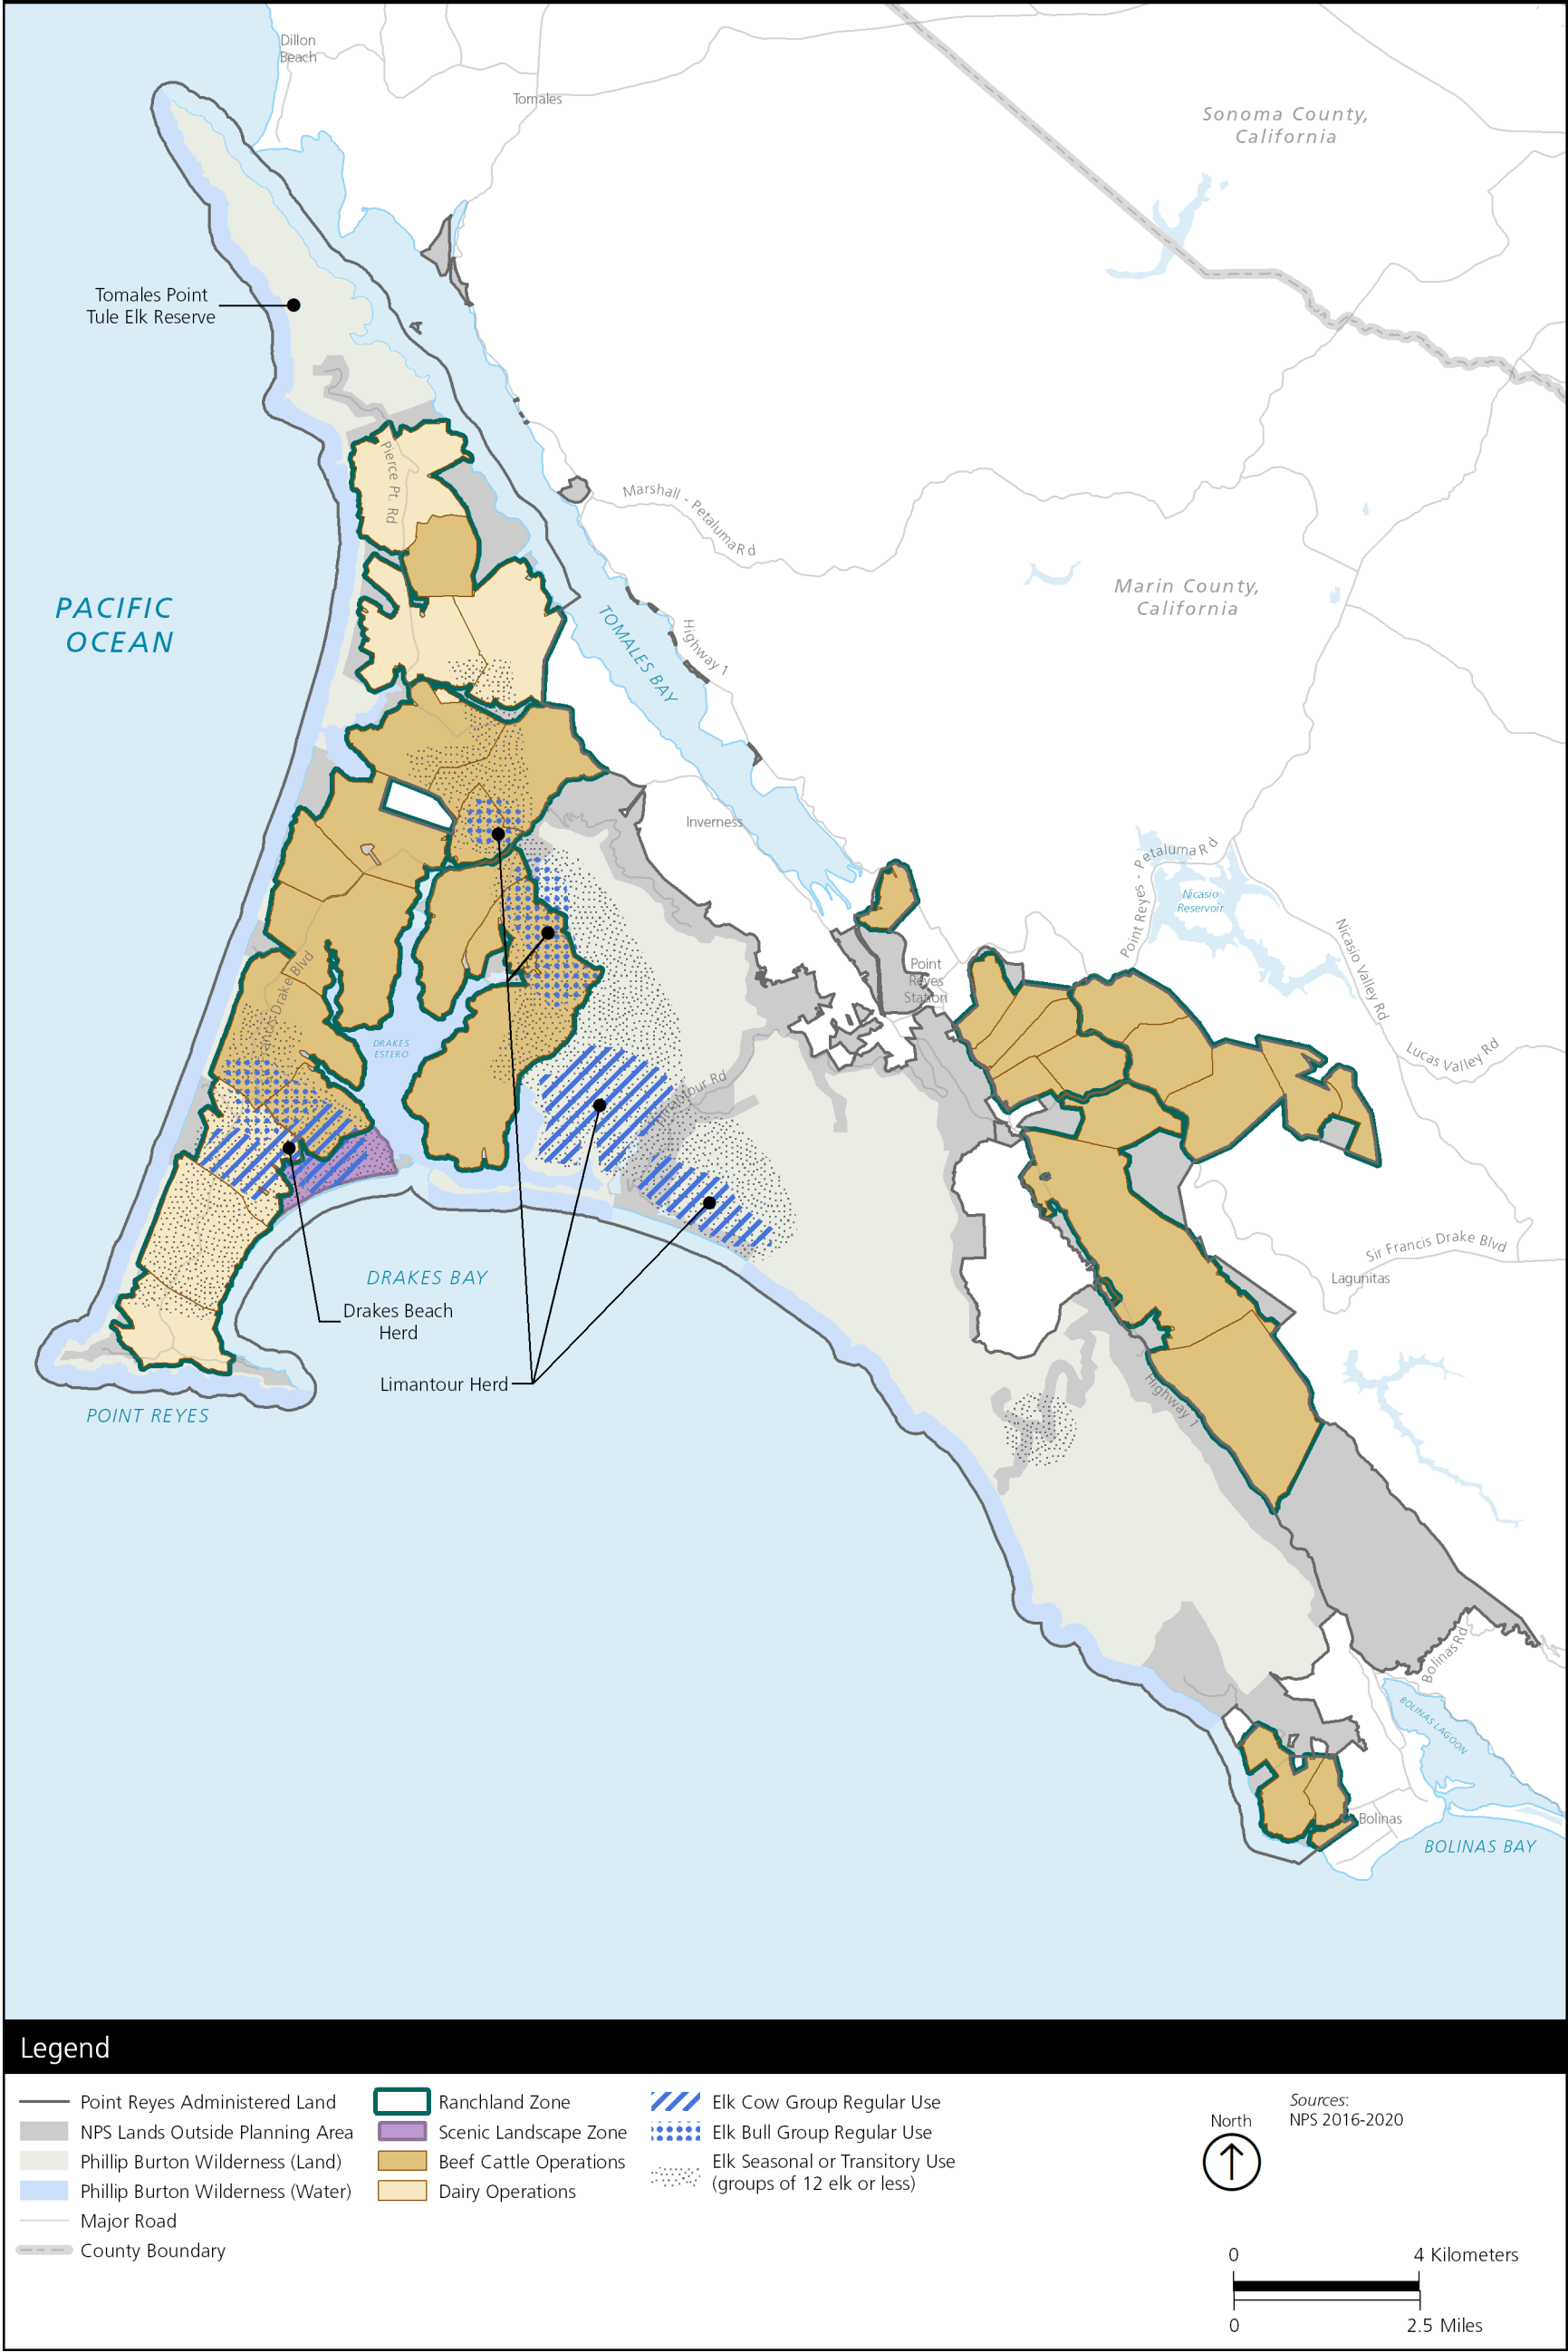 Dillon
Beach
Tomales
Sonoma County,
California
Tomales Point
Tule Elk Reserve
Pierce Pt. Rd
Marshall - Petaluma Rd
PACIFIC
OCEAN
TOMALES BAY
Highway 1
Marin County,
California
Inverness
Point Reyes - Petaluma Rd
Nicasio
Reservoir
Nicasio Valley Rd
Point
Reyes
Station
Francis Drake Blvd
DRAKES
ESTERO
Lucas Valley Rd
Limantour Rd
Sir Francis Drake Blvd
Lagunitas
DRAKES BAY
Drakes Beach
Herd
Limantour Herd
POINT REYES
Highway 1
Bolinas Rd
BOLINAS LAGOON
Bolinas
BOLINAS BAY
Legend
Point Reyes Administered Land
NPS Lands Outside Planning Area
Phillip Burton Wilderness (Land)
Phillip Burton Wilderness (Water)
Major Road
County Boundary
Ranchland Zone
Scenic Landscape Zone
Beef Cattle Operations
Dairy Operations
Elk Cow Group Regular Use
Elk Bull Group Regular Use
Elk Seasonal or Transitory Use
(groups of 12 elk or less)
North
Sources:
NPS 2016-2020
0 4 Kilometers
0 2.5 Miles